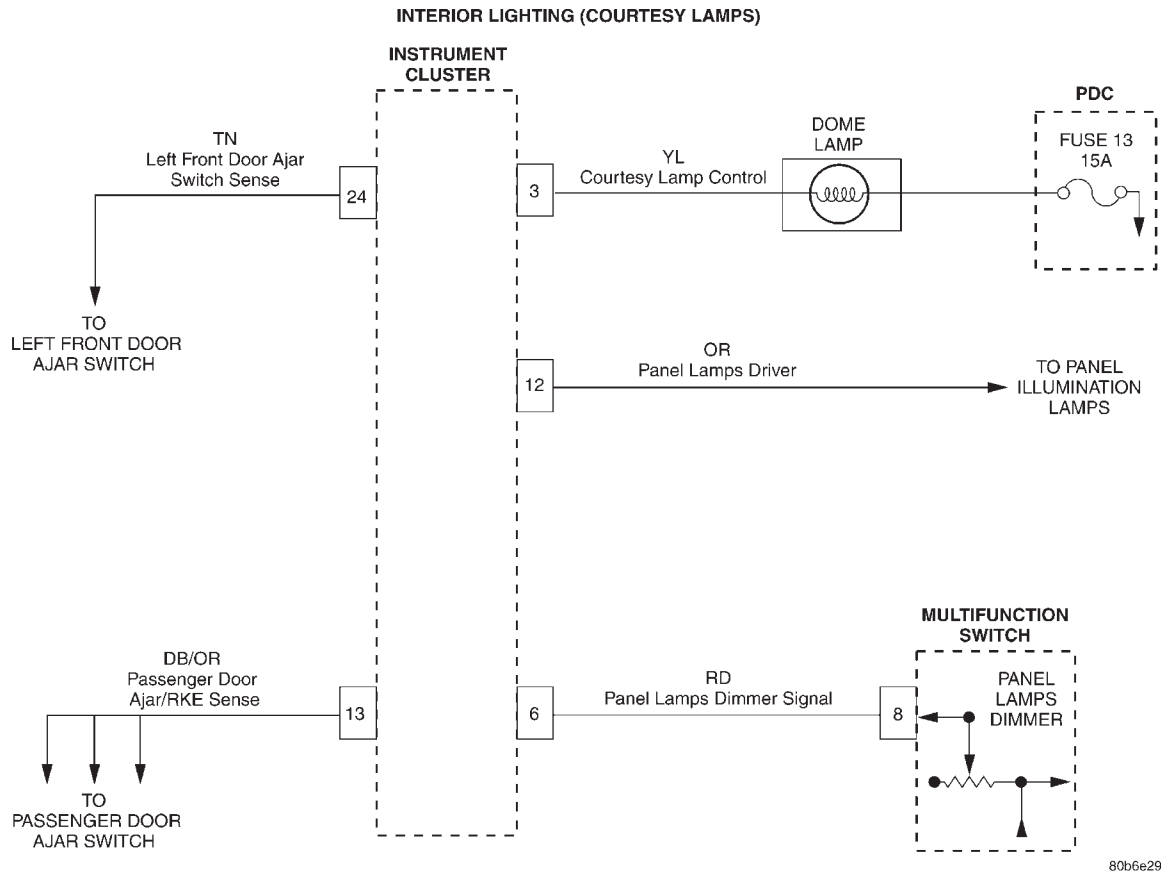 INTERIOR LIGHTING (COURTESY LAMPS)
INSTRUMENT
CLUSTER
PDC
FUSE 13
15A
DOME
LAMP
TN
Left Front Door Ajar
Switch Sense
24
3
YL
Courtesy Lamp Control
TO
LEFT FRONT DOOR
AJAR SWITCH
12
OR
Panel Lamps Driver
TO PANEL
ILLUMINATION
LAMPS
MULTIFUNCTION
SWITCH
DB/OR
Passenger Door
Ajar/RKE Sense
13
6
RD
Panel Lamps Dimmer Signal
8
PANEL
LAMPS
DIMMER
TO
PASSENGER DOOR
AJAR SWITCH
80b6e29